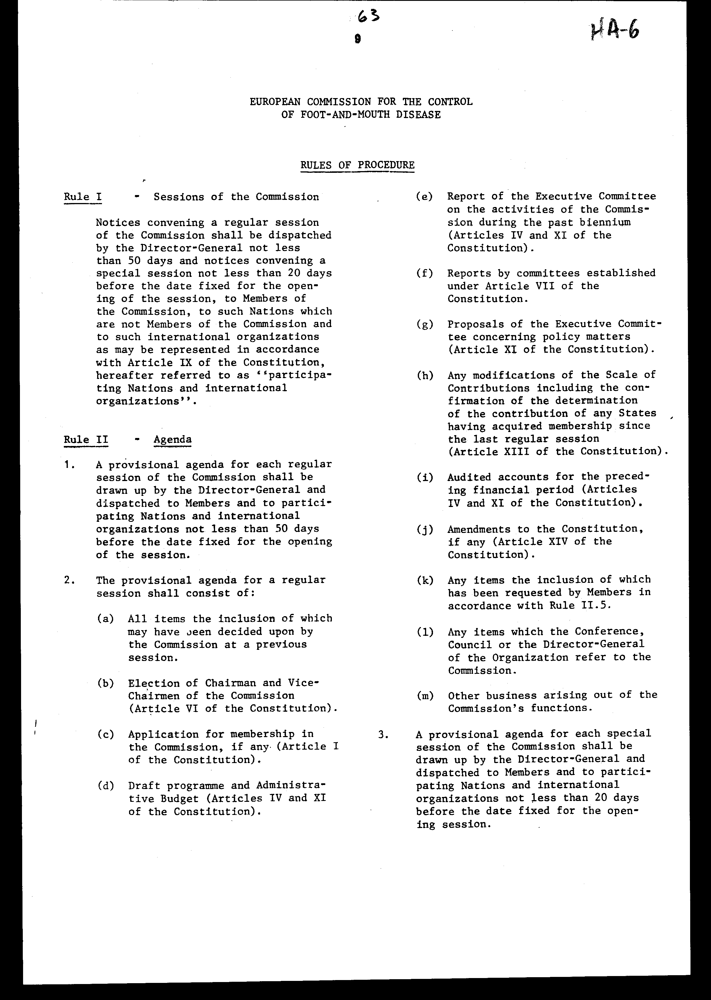 63
9
HA-6
EUROPEAN COMMISSION FOR THE CONTROL
OF FOOT-AND-MOUTH DISEASE
RULES OF PROCEDURE
Rule I - Sessions of the Commission
Notices convening a regular session
of the Commission shall be dispatched
by the Director-General not less
than 50 days and notices convening a
special session not less than 20 days
before the date fixed for the open-
ing of the session, to Members of
the Commission, to such Nations which
are not Members of the Commission and
to such international organizations
as may be represented in accordance
with Article IX of the Constitution,
hereafter referred to as ‘‘participa-
ting Nations and international
organizations’’.
Rule II - Agenda
1. A provisional agenda for each regular
session of the Commission shall be
drawn up by the Director-General and
dispatched to Members and to partici-
pating Nations and international
organizations not less than 50 days
before the date fixed for the opening
of the session.
2. The provisional agenda for a regular
session shall consist of:
(a) All items the inclusion of which
may have been decided upon by
the Commission at a previous
session.
(b) Election of Chairman and Vice-
Chairmen of the Commission
(Article VI of the Constitution).
(c) Application for membership in
the Commission, if any (Article I
of the Constitution).
(d) Draft programme and Administra-
tive Budget (Articles IV and XI
of the Constitution).
(e) Report of the Executive Committee
on the activities of the Commis-
sion during the past biennium
(Articles IV and XI of the
Constitution).
(f) Reports by committees established
under Article VII of the
Constitution.
(g) Proposals of the Executive Commit-
tee concerning policy matters
(Article XI of the Constitution).
(h) Any modifications of the Scale of
Contributions including the con-
firmation of the determination
of the contribution of any States
having acquired membership since
the last regular session
(Article XIII of the Constitution).
(i) Audited accounts for the preced-
ing financial period (Articles
IV and XI of the Constitution).
(j) Amendments to the Constitution,
if any (Article XIV of the
Constitution).
(k) Any items the inclusion of which
has been requested by Members in
accordance with Rule II.5.
(l) Any items which the Conference,
Council or the Director-General
of the Organization refer to the
Commission.
(m) Other business arising out of the
Commission's functions.
3. A provisional agenda for each special
session of the Commission shall be
drawn up by the Director-General and
dispatched to Members and to partici-
pating Nations and international
organizations not less than 20 days
before the date fixed for the open-
ing session.